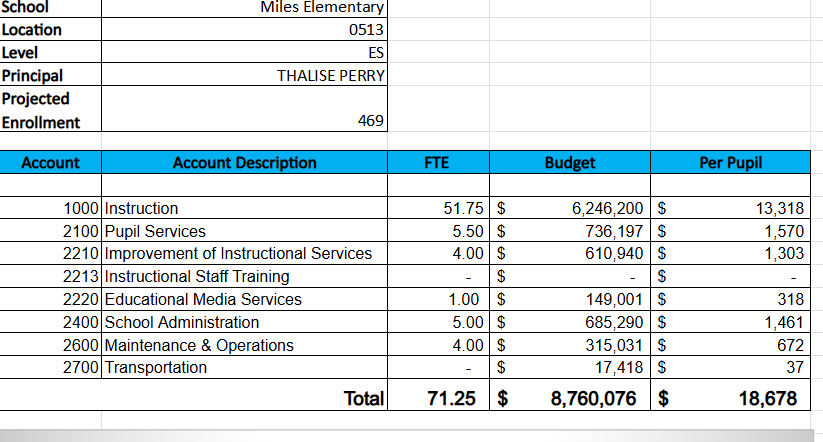 School Miles Elementary
Location 0513
Level ES
Principal THALISE PERRY
Projected
Enrollment 469
Account Account Description FTE Budget Per Pupil
1000 Instruction 51.75 $ 6,246,200 $ 13,318
2100 Pupil Services 5.50 $ 736,197 $ 1,570
2210 Improvement of Instructional Services 4.00 $ 610,940 $ 1,303
2213 Instructional Staff Training - $ - $ -
2220 Educational Media Services 1.00 $ 149,001 $ 318
2400 School Administration 5.00 $ 685,290 $ 1,461
2600 Maintenance & Operations 4.00 $ 315,031 $ 672
2700 Transportation - $ 17,418 $ 37
Total 71.25 $ 8,760,076 $ 18,678